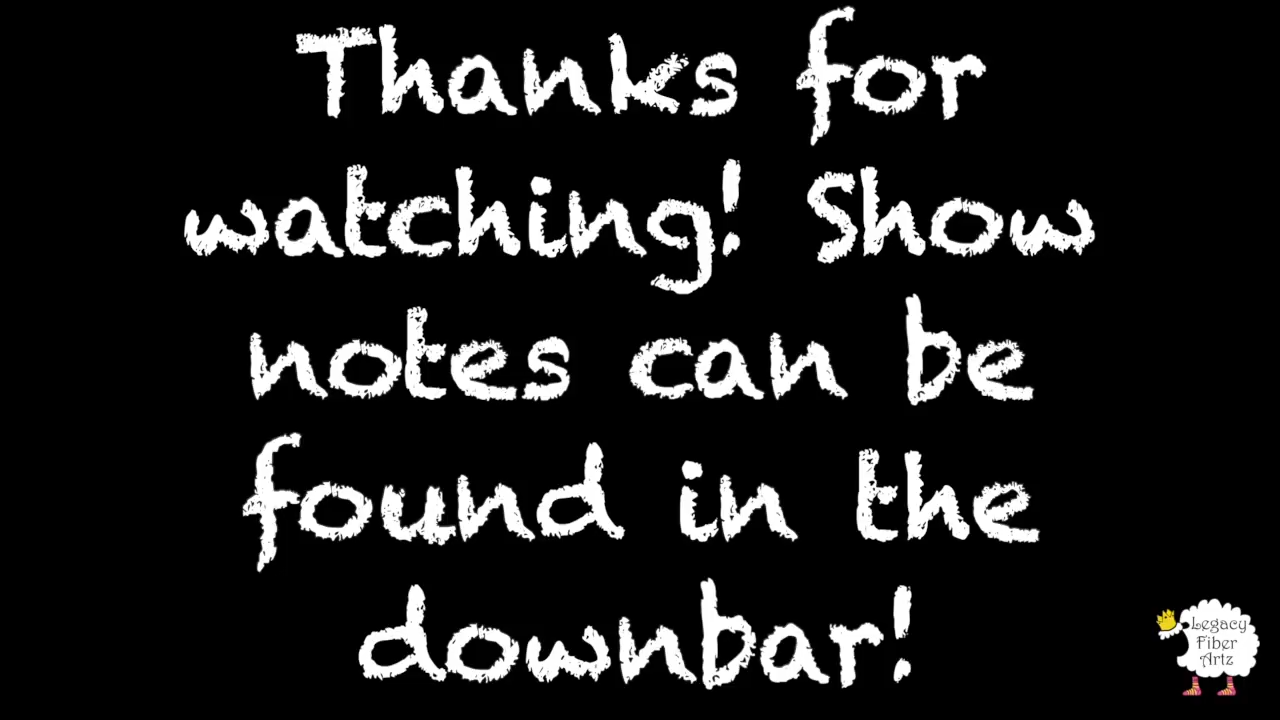 Thanks for
watching! Show
notes can be
found in the
downbar!
Legacy
Fiber
Artz